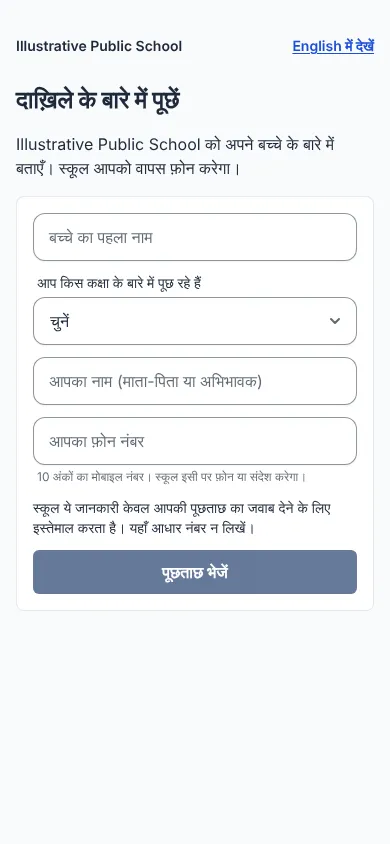 Illustrative Public School
English में देखें
दाख़िले के बारे में पूछें
Illustrative Public School को अपने बच्चे के बारे में
बताएँ। स्कूल आपको वापस फ़ोन करेगा।
बच्चे का पहला नाम
आप किस कक्षा के बारे में पूछ रहे हैं
चुनें
आपका नाम (माता-पिता या अभिभावक)
आपका फ़ोन नंबर
10 अंकों का मोबाइल नंबर। स्कूल इसी पर फ़ोन या संदेश करेगा।
स्कूल ये जानकारी केवल आपकी पूछताछ का जवाब देने के लिए
इस्तेमाल करता है। यहाँ आधार नंबर न लिखें।
पूछताछ भेजें